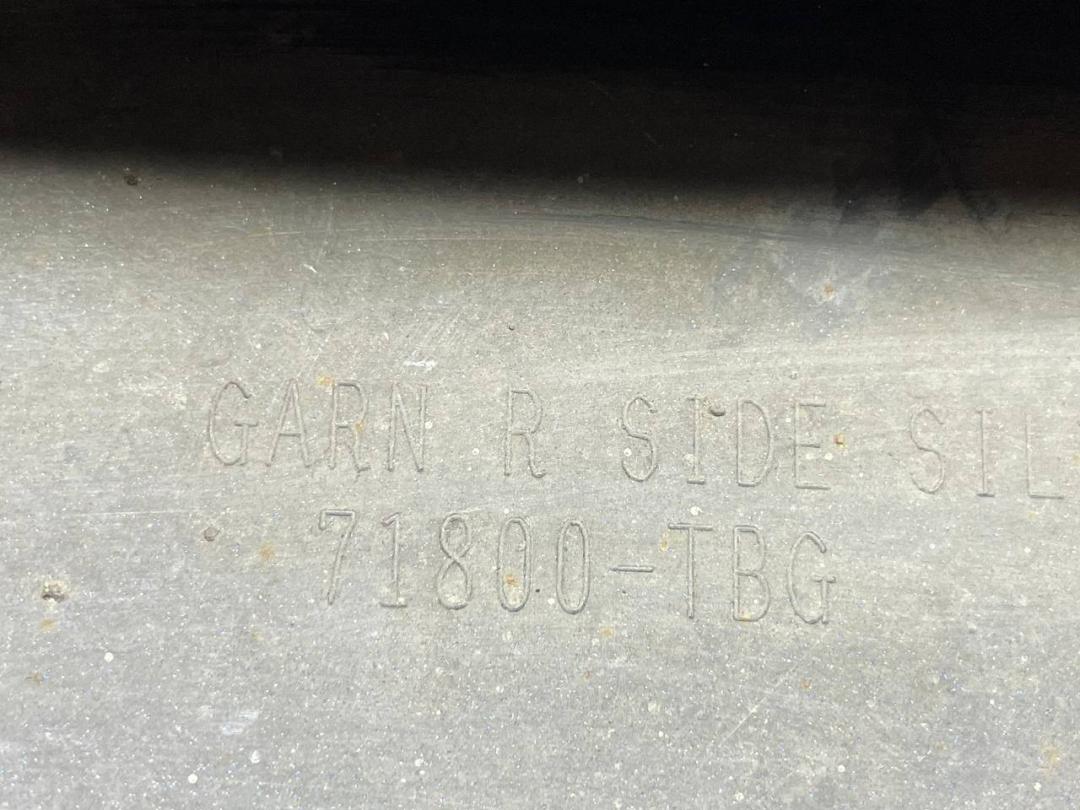 GARN R SIDE SIL
71800-TBG